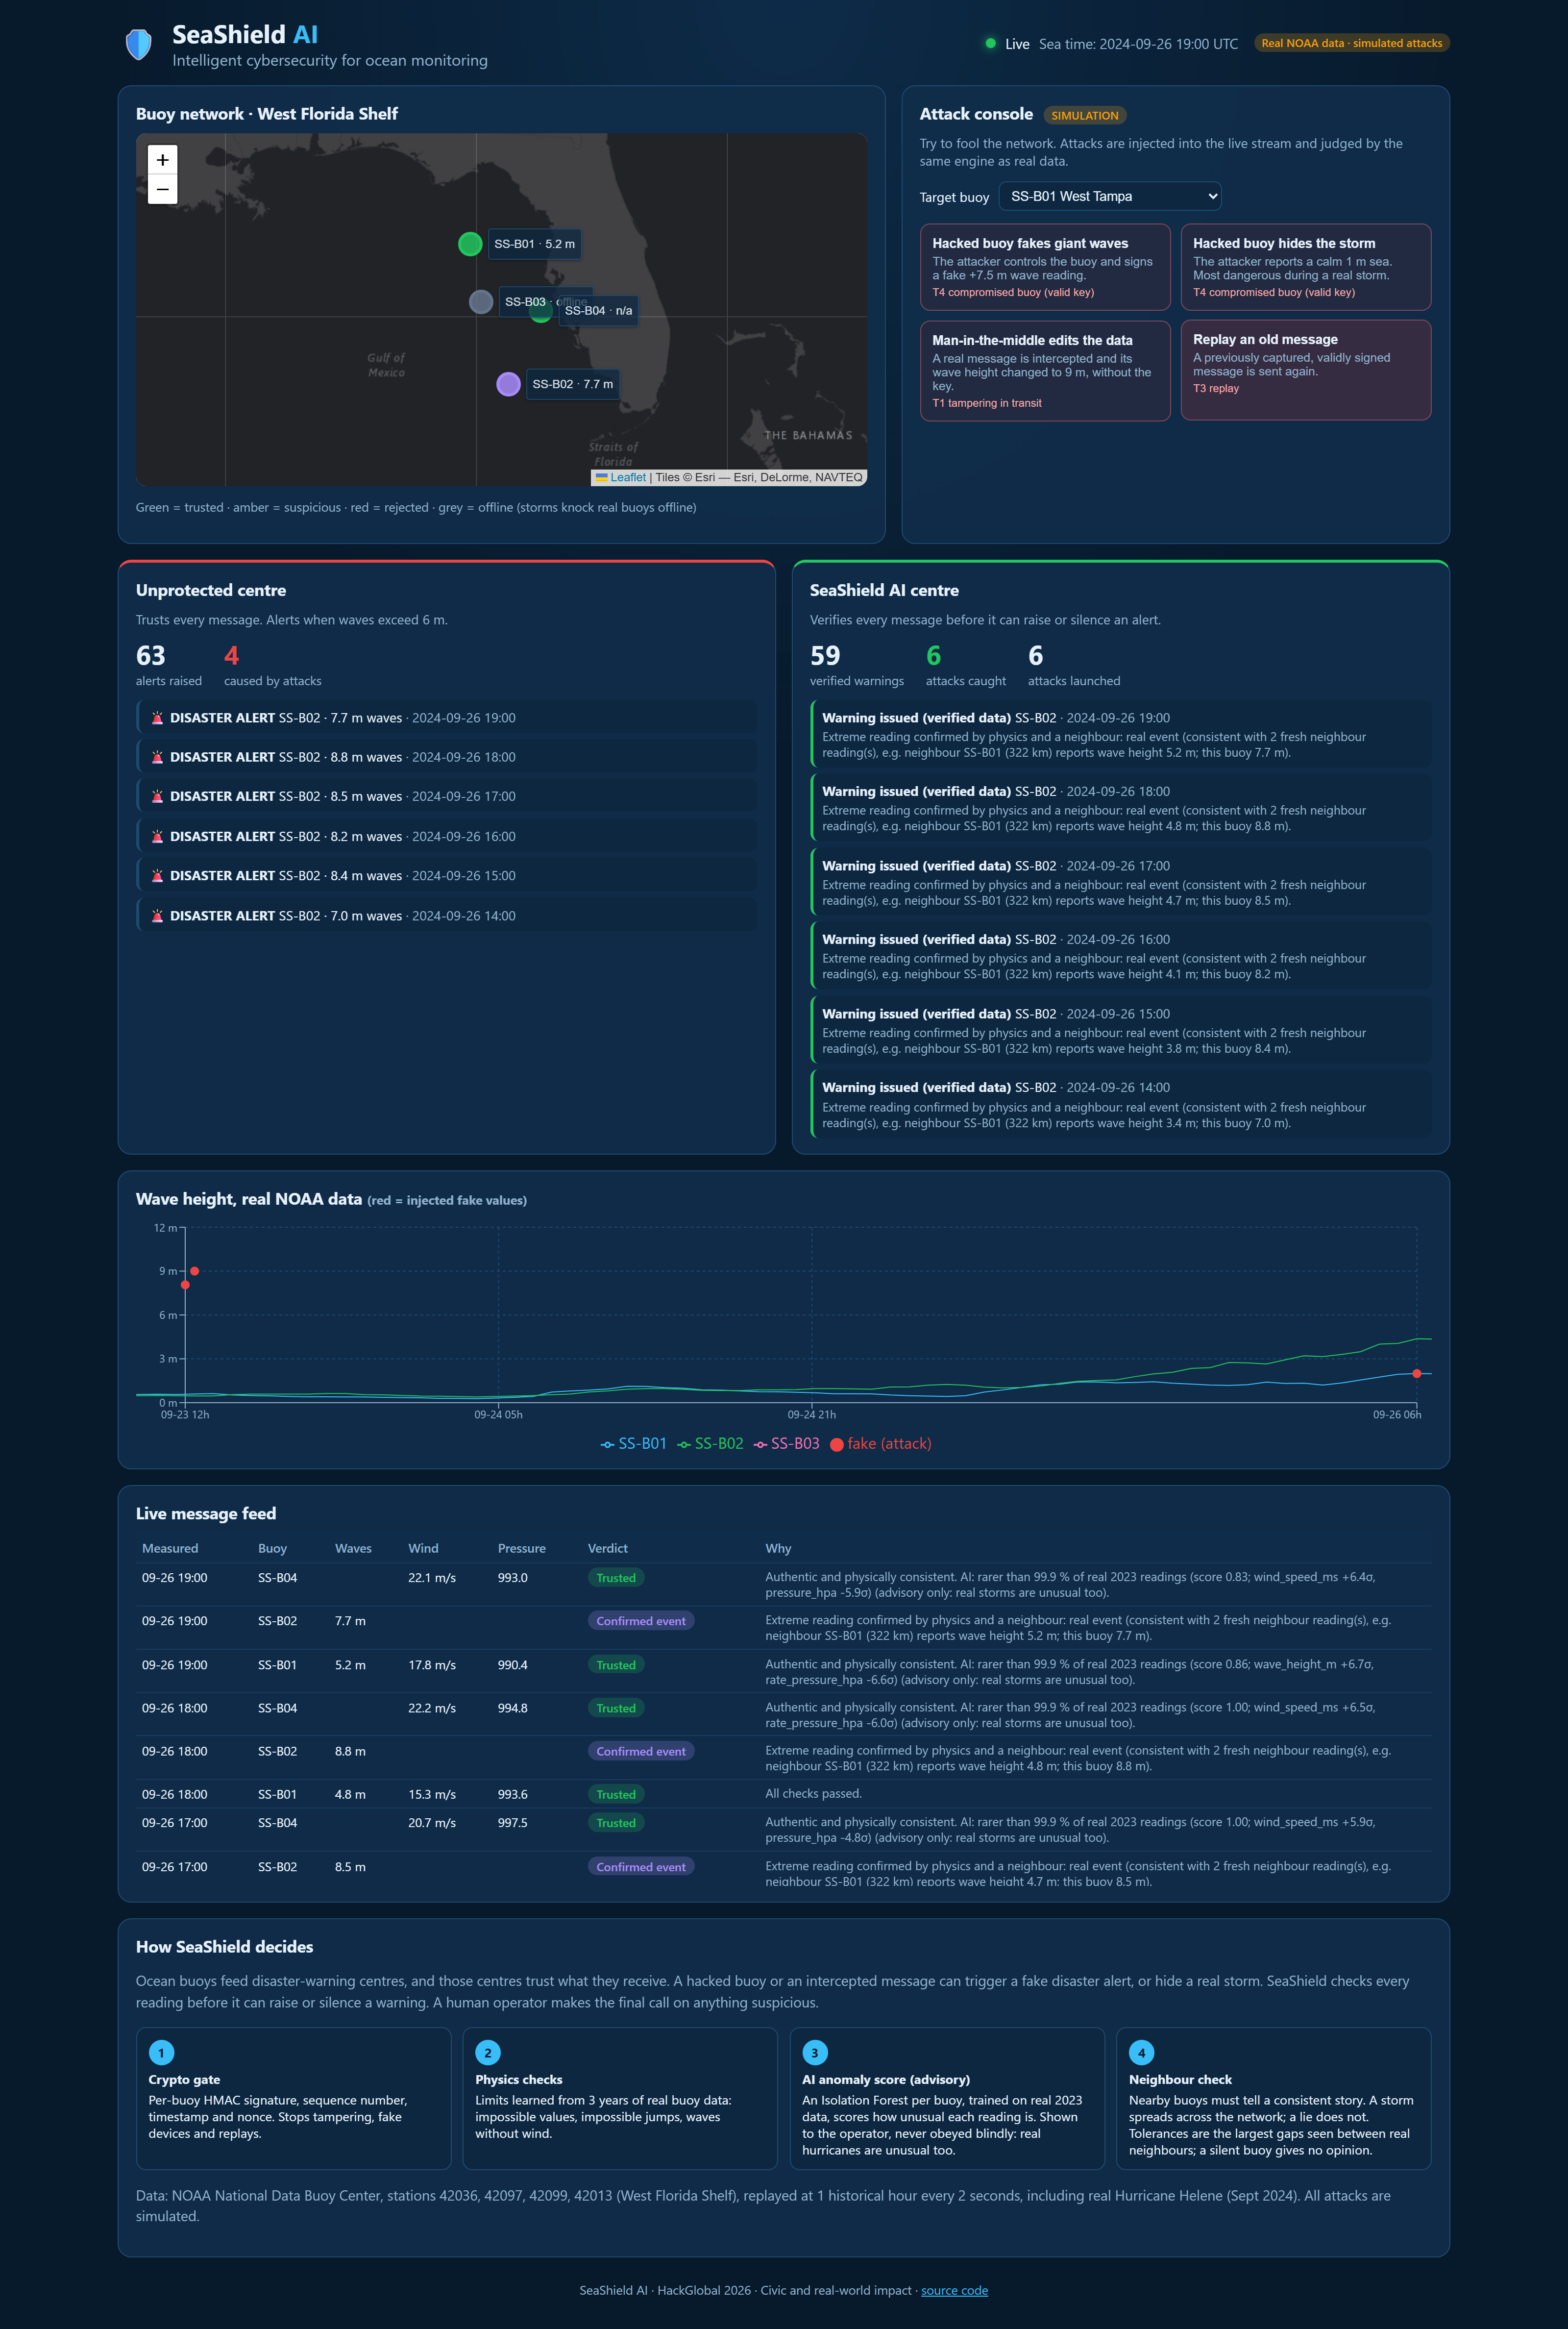 SeaShield AI
Intelligent cybersecurity for ocean monitoring
Live Sea time: 2024-09-26 19:00 UTC
Real NOAA data · simulated attacks
Buoy network · West Florida Shelf
+
−
SS-B01 · 5.2 m
SS-B03 · offline
SS-B04 · n/a
Gulf of
Mexico
SS-B02 · 7.7 m
THE BAHAMAS
Straits of
Florida
Leaflet | Tiles © Esri — Esri, DeLorme, NAVTEQ
Green = trusted · amber = suspicious · red = rejected · grey = offline (storms knock real buoys offline)
Attack console SIMULATION
Try to fool the network. Attacks are injected into the live stream and judged by the
same engine as real data.
Target buoy SS-B01 West Tampa
Hacked buoy fakes giant waves
The attacker controls the buoy and signs
a fake +7.5 m wave reading.
T4 compromised buoy (valid key)
Hacked buoy hides the storm
The attacker reports a calm 1 m sea.
Most dangerous during a real storm.
T4 compromised buoy (valid key)
Man-in-the-middle edits the data
A real message is intercepted and its
wave height changed to 9 m, without the
key.
T1 tampering in transit
Replay an old message
A previously captured, validly signed
message is sent again.
T3 replay
Unprotected centre
Trusts every message. Alerts when waves exceed 6 m.
63 4
alerts raised caused by attacks
DISASTER ALERT SS-B02 · 7.7 m waves · 2024-09-26 19:00
DISASTER ALERT SS-B02 · 8.8 m waves · 2024-09-26 18:00
DISASTER ALERT SS-B02 · 8.5 m waves · 2024-09-26 17:00
DISASTER ALERT SS-B02 · 8.2 m waves · 2024-09-26 16:00
DISASTER ALERT SS-B02 · 8.4 m waves · 2024-09-26 15:00
DISASTER ALERT SS-B02 · 7.0 m waves · 2024-09-26 14:00
SeaShield AI centre
Verifies every message before it can raise or silence an alert.
59 6 6
verified warnings attacks caught attacks launched
Warning issued (verified data) SS-B02 · 2024-09-26 19:00
Extreme reading confirmed by physics and a neighbour: real event (consistent with 2 fresh neighbour
reading(s), e.g. neighbour SS-B01 (322 km) reports wave height 5.2 m; this buoy 7.7 m).
Warning issued (verified data) SS-B02 · 2024-09-26 18:00
Extreme reading confirmed by physics and a neighbour: real event (consistent with 2 fresh neighbour
reading(s), e.g. neighbour SS-B01 (322 km) reports wave height 4.8 m; this buoy 8.8 m).
Warning issued (verified data) SS-B02 · 2024-09-26 17:00
Extreme reading confirmed by physics and a neighbour: real event (consistent with 2 fresh neighbour
reading(s), e.g. neighbour SS-B01 (322 km) reports wave height 4.7 m; this buoy 8.5 m).
Warning issued (verified data) SS-B02 · 2024-09-26 16:00
Extreme reading confirmed by physics and a neighbour: real event (consistent with 2 fresh neighbour
reading(s), e.g. neighbour SS-B01 (322 km) reports wave height 4.1 m; this buoy 8.2 m).
Warning issued (verified data) SS-B02 · 2024-09-26 15:00
Extreme reading confirmed by physics and a neighbour: real event (consistent with 2 fresh neighbour
reading(s), e.g. neighbour SS-B01 (322 km) reports wave height 3.8 m; this buoy 8.4 m).
Warning issued (verified data) SS-B02 · 2024-09-26 14:00
Extreme reading confirmed by physics and a neighbour: real event (consistent with 2 fresh neighbour
reading(s), e.g. neighbour SS-B01 (322 km) reports wave height 3.4 m; this buoy 7.0 m).
Wave height, real NOAA data (red = injected fake values)
12 m
9 m
6 m
3 m
0 m
09-23 12h 09-24 05h 09-24 21h 09-26 06h
SS-B01 SS-B02 SS-B03 fake (attack)
Live message feed
Measured Buoy Waves Wind Pressure Verdict Why
09-26 19:00 SS-B04 22.1 m/s 993.0 Trusted Authentic and physically consistent. AI: rarer than 99.9 % of real 2023 readings (score 0.83; wind_speed_ms +6.4σ,
pressure_hpa -5.9σ) (advisory only: real storms are unusual too).
09-26 19:00 SS-B02 7.7 m Confirmed event Extreme reading confirmed by physics and a neighbour: real event (consistent with 2 fresh neighbour reading(s), e.g.
neighbour SS-B01 (322 km) reports wave height 5.2 m; this buoy 7.7 m).
09-26 19:00 SS-B01 5.2 m 17.8 m/s 990.4 Trusted Authentic and physically consistent. AI: rarer than 99.9 % of real 2023 readings (score 0.86; wave_height_m +6.7σ,
rate_pressure_hpa -6.6σ) (advisory only: real storms are unusual too).
09-26 18:00 SS-B04 22.2 m/s 994.8 Trusted Authentic and physically consistent. AI: rarer than 99.9 % of real 2023 readings (score 1.00; wind_speed_ms +6.5σ,
rate_pressure_hpa -6.0σ) (advisory only: real storms are unusual too).
09-26 18:00 SS-B02 8.8 m Confirmed event Extreme reading confirmed by physics and a neighbour: real event (consistent with 2 fresh neighbour reading(s), e.g.
neighbour SS-B01 (322 km) reports wave height 4.8 m; this buoy 8.8 m).
09-26 18:00 SS-B01 4.8 m 15.3 m/s 993.6 Trusted All checks passed.
09-26 17:00 SS-B04 20.7 m/s 997.5 Trusted Authentic and physically consistent. AI: rarer than 99.9 % of real 2023 readings (score 1.00; wind_speed_ms +5.9σ,
pressure_hpa -4.8σ) (advisory only: real storms are unusual too).
09-26 17:00 SS-B02 8.5 m Confirmed event Extreme reading confirmed by physics and a neighbour: real event (consistent with 2 fresh neighbour reading(s), e.g.
neighbour SS-B01 (322 km) reports wave height 4.7 m; this buoy 8.5 m).
How SeaShield decides
Ocean buoys feed disaster-warning centres, and those centres trust what they receive. A hacked buoy or an intercepted message can trigger a fake disaster alert, or hide a real storm. SeaShield checks every
reading before it can raise or silence a warning. A human operator makes the final call on anything suspicious.
1
Crypto gate
Per-buoy HMAC signature, sequence number,
timestamp and nonce. Stops tampering, fake
devices and replays.
2
Physics checks
Limits learned from 3 years of real buoy data:
impossible values, impossible jumps, waves
without wind.
3
AI anomaly score (advisory)
An Isolation Forest per buoy, trained on real 2023
data, scores how unusual each reading is. Shown
to the operator, never obeyed blindly: real
hurricanes are unusual too.
4
Neighbour check
Nearby buoys must tell a consistent story. A storm
spreads across the network; a lie does not.
Tolerances are the largest gaps seen between real
neighbours; a silent buoy gives no opinion.
Data: NOAA National Data Buoy Center, stations 42036, 42097, 42099, 42013 (West Florida Shelf), replayed at 1 historical hour every 2 seconds, including real Hurricane Helene (Sept 2024). All attacks are
simulated.
SeaShield AI · HackGlobal 2026 · Civic and real-world impact · source code